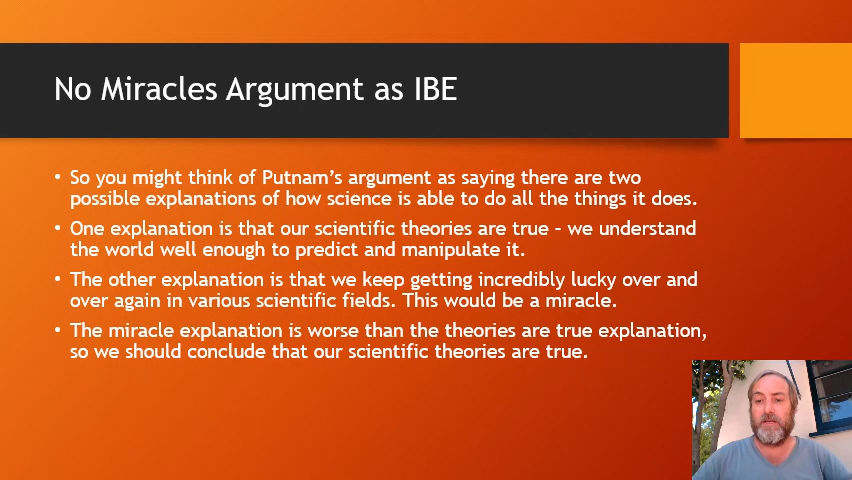 No Miracles Argument as IBE
• So you might think of Putnam's argument as saying there are two
possible explanations of how science is able to do all the things it does.
• One explanation is that our scientific theories are true – we understand
the world well enough to predict and manipulate it.
• The other explanation is that we keep getting incredibly lucky over and
over again in various scientific fields. This would be a miracle.
• The miracle explanation is worse than the theories are true explanation,
so we should conclude that our scientific theories are true.